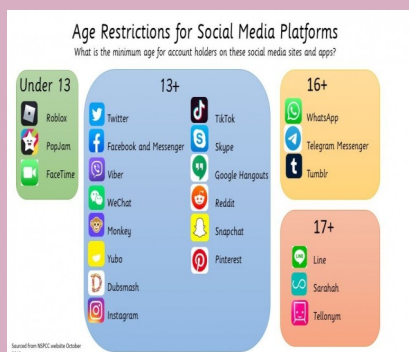 Age Restrictions for Social Media Platforms
What is the minimum age for account holders on these social media sites and apps?
Under 13
Roblox
PopJam
FaceTime
13+
Twitter
Facebook and Messenger
Viber
WeChat
Monkey
Yubo
Dubsmash
Instagram
TikTok
Skype
Google Hangouts
Reddit
Snapchat
Pinterest
16+
WhatsApp
Telegram Messenger
Tumblr
17+
LINE
Line
Sarahah
Tellonym
Sourced from NSPCC website October